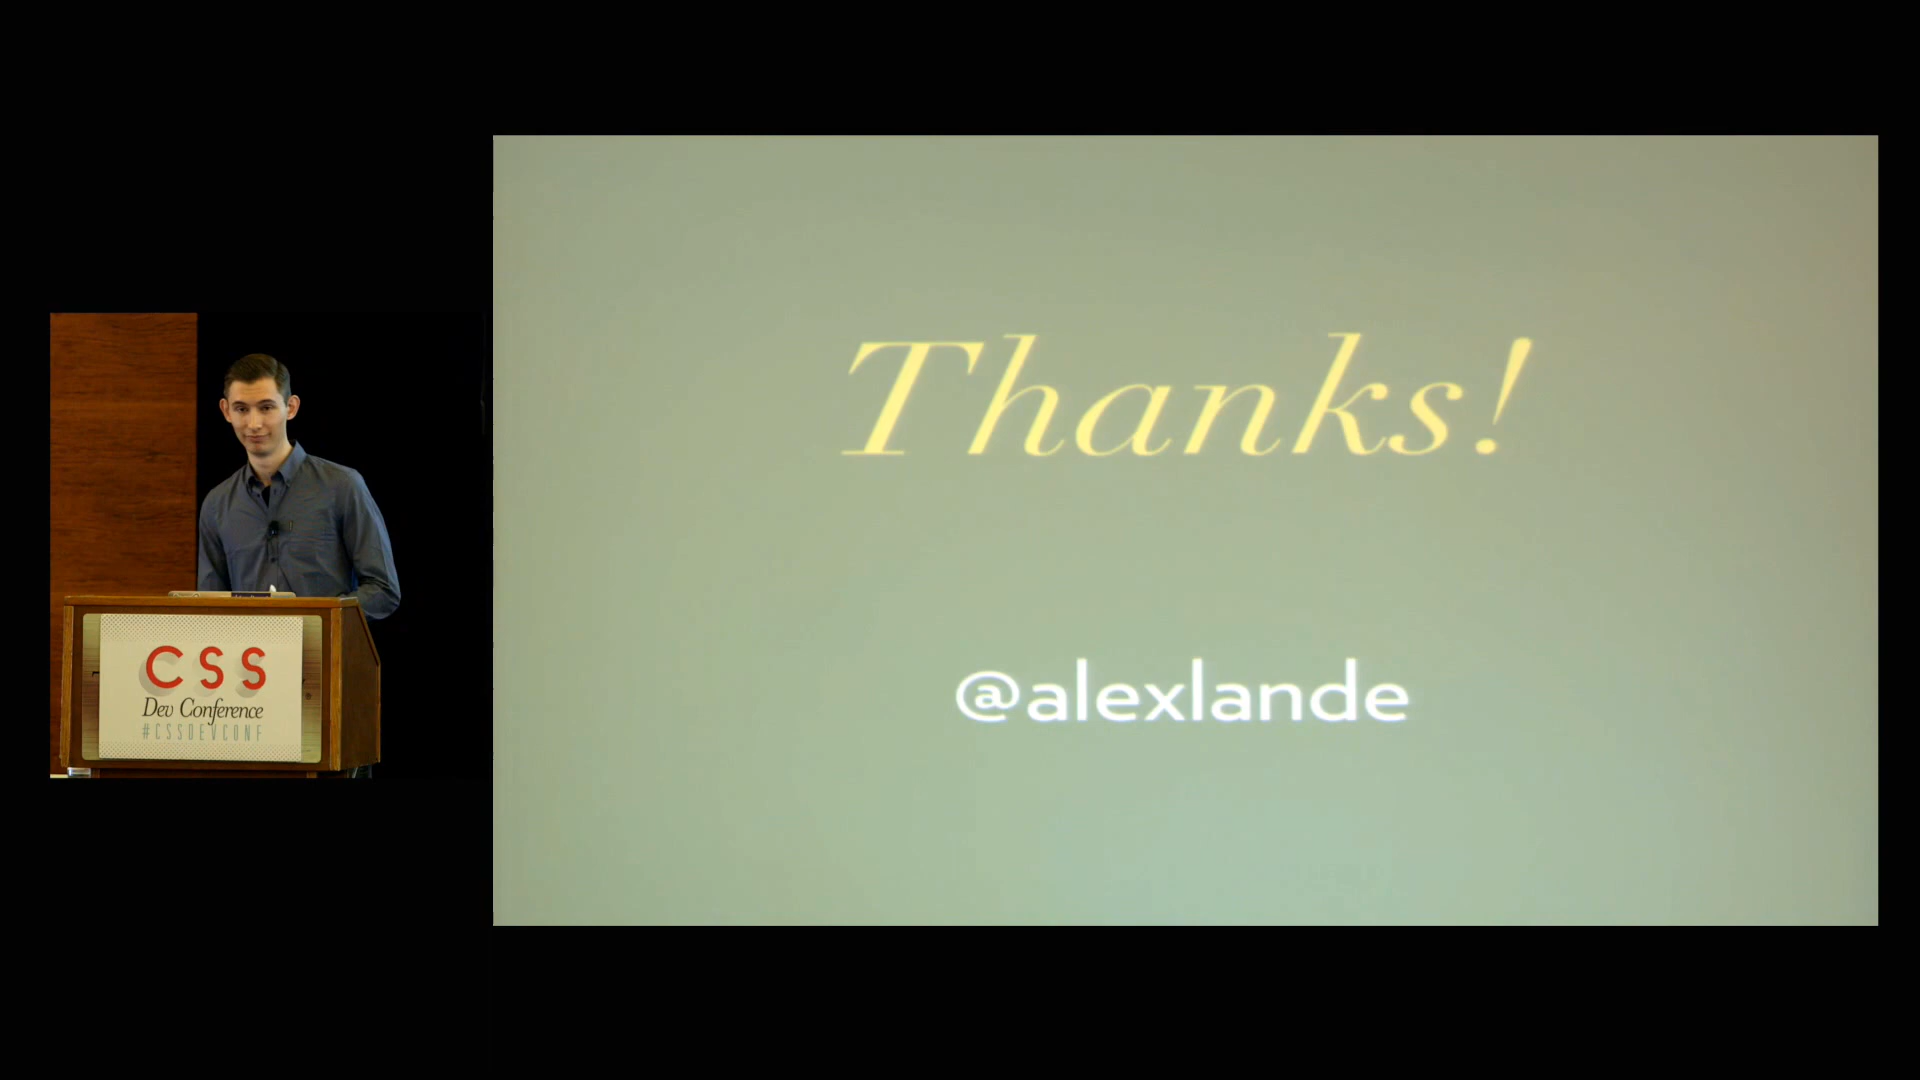 Thanks!
@alexlande
CSS
Dev Conference
#CSSDEVCONF